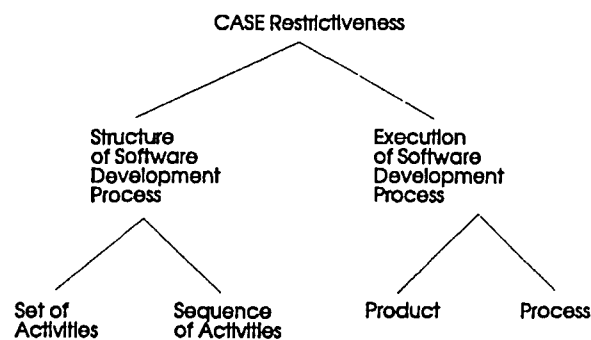 CASE Restrictiveness
Structure
of Software
Development
Process
Execution
of Software
Development
Process
Set of
Activities
Sequence
of Activities
Product
Process